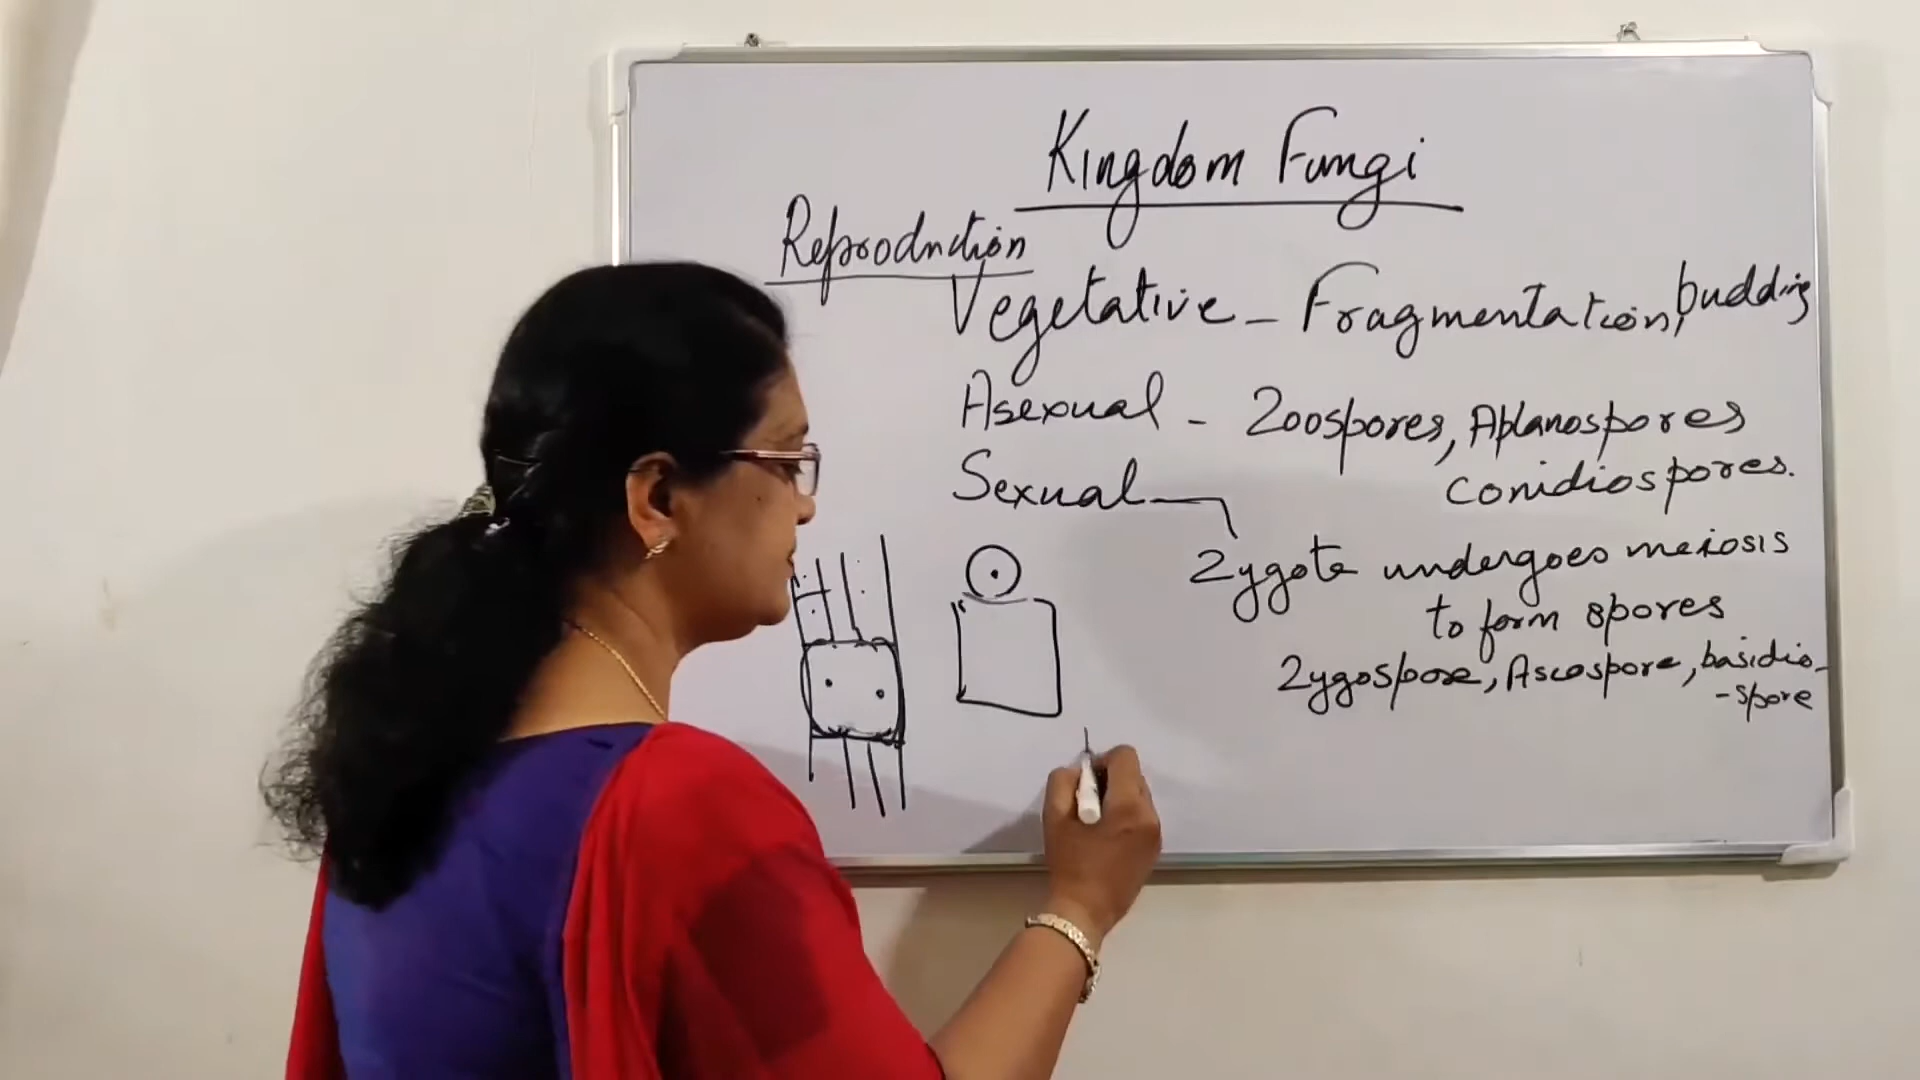 Kingdom Fungi
Reproduction
Vegetative - Fragmentation, budding
Asexual - Zoospores, Aplanospores
conidiospores.
Sexual
Zygote undergoes meiosis
to form spores
Zygospore, Ascospore, basidio-
-spore